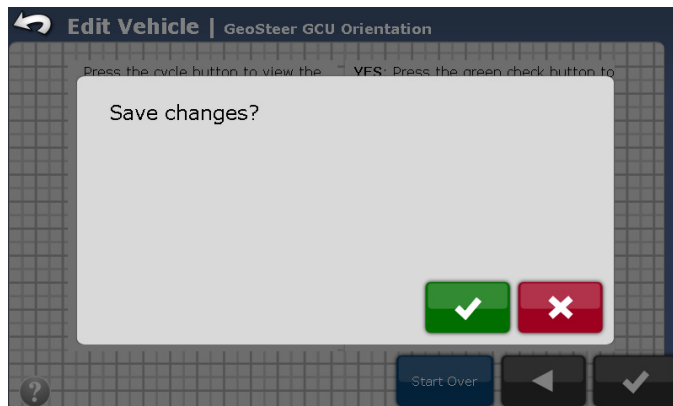 Edit Vehicle | GeoSteer GCU Orientation
Press the cycle button to view the
YES: Press the green check button to
Save changes?
Start Over
?